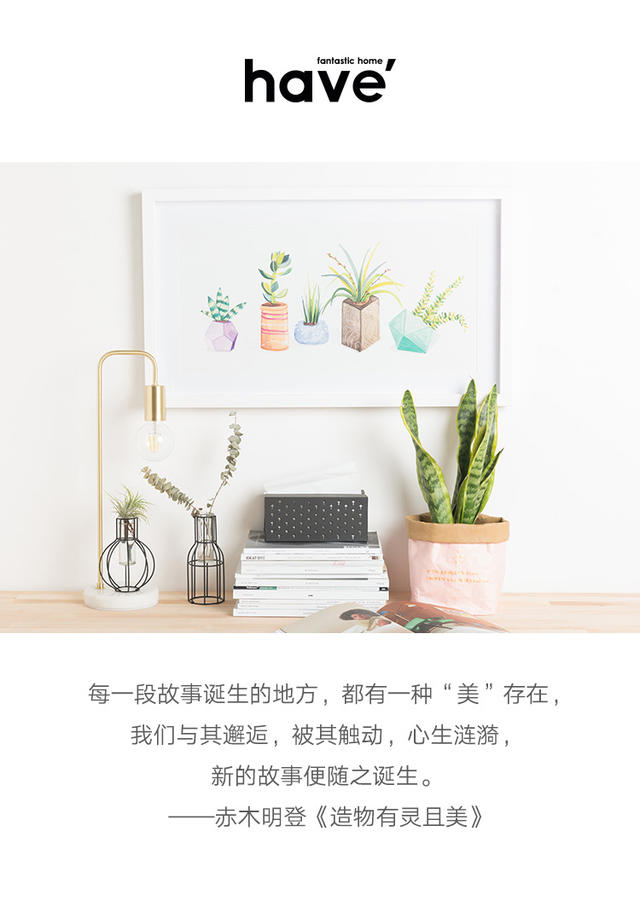 fantastic home
have'
每一段故事诞生的地方，都有一种“美”存在，
我们与其邂逅，被其触动，心生涟漪，
新的故事便随之诞生。
——赤木明登《造物有灵且美》